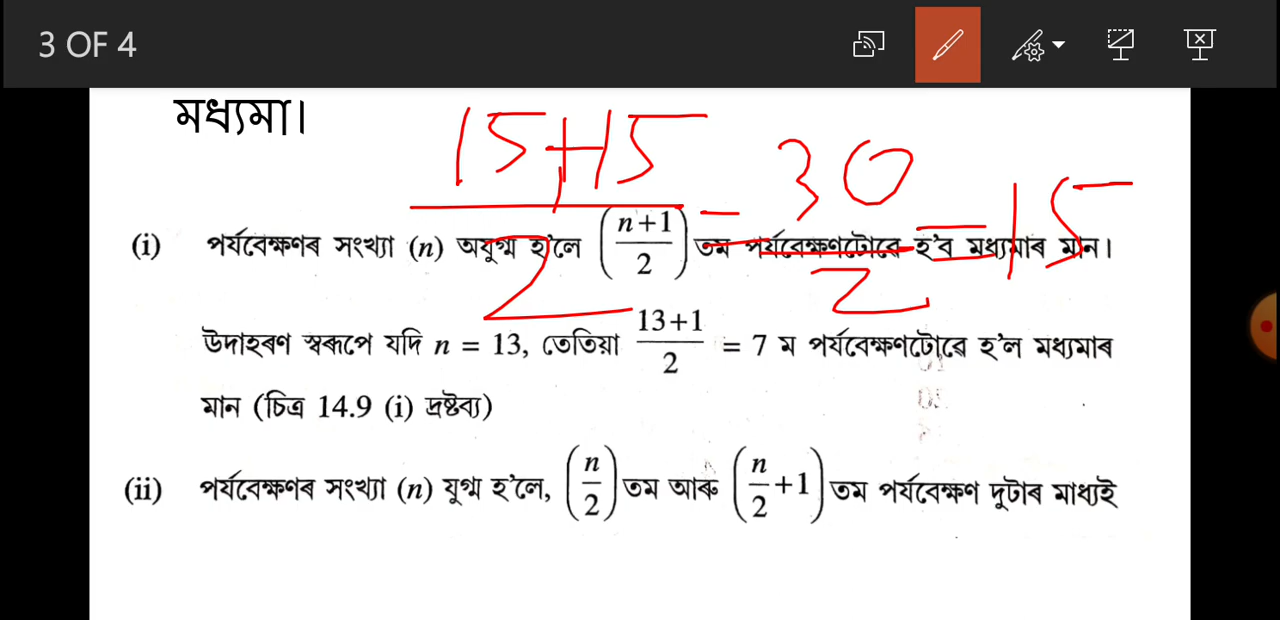 3 OF 4
মধ্যমা।
15+15/2 = 30/2 = 15
(i) পৰ্যবেক্ষণৰ সংখ্যা (n) অযুগ্ম হ'লে ((n+1)/2) তম পৰ্যবেক্ষণটোৱে হ'ব মধ্যমাৰ মান।
উদাহৰণ স্বৰূপে যদি n = 13, তেতিয়া (13+1)/2 = 7 ম পৰ্যবেক্ষণটোৱে হ'ল মধ্যমাৰ
মান (চিত্ৰ 14.9 (i) দ্ৰষ্টব্য)
(ii) পৰ্যবেক্ষণৰ সংখ্যা (n) যুগ্ম হ'লে, (n/2) তম আৰু (n/2+1) তম পৰ্যবেক্ষণ দুটাৰ মাধ্যই